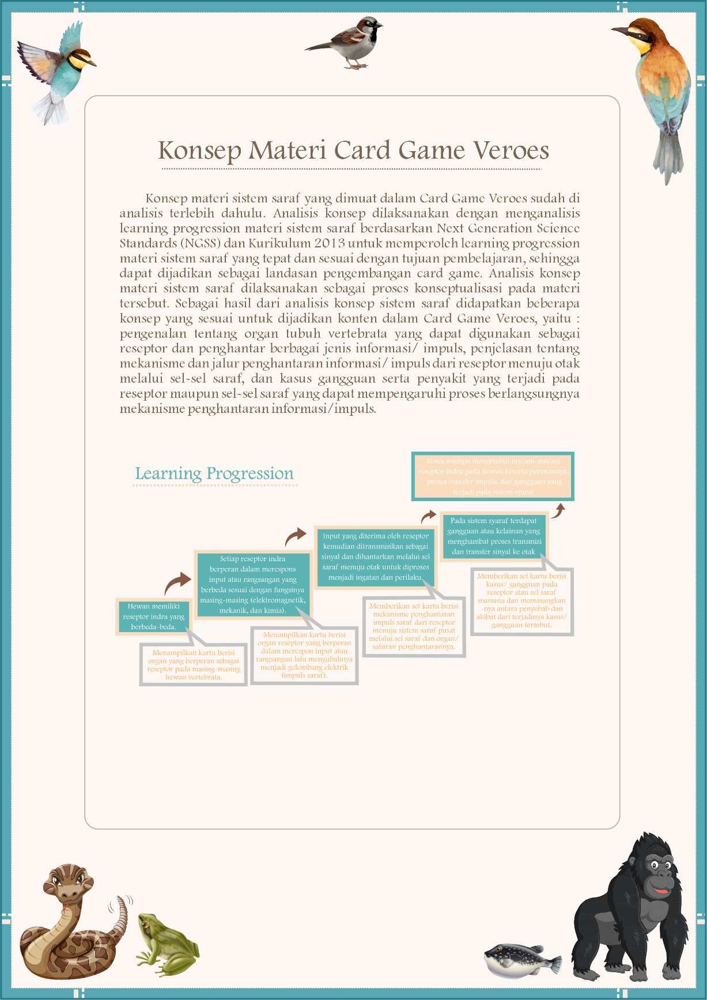 Konsep Materi Card Game Veroes
Konsep materi sistem saraf yang dimuat dalam Card Game Veroes sudah di
analisis terlebih dahulu. Analisis konsep dilaksanakan dengan menganalisis
learning progression materi sistem saraf berdasarkan Next Generation Science
Standards (NGSS) dan Kurikulum 2013 untuk memperoleh learning progression
materi sistem saraf yang tepat dan sesuai dengan tujuan pembelajaran, sehingga
dapat dijadikan sebagai landasan pengembangan card game. Analisis konsep
materi sistem saraf dilaksanakan sebagai proses konseptualisasi pada materi
tersebut. Sebagai hasil dari analisis konsep sistem saraf didapatkan beberapa
konsep yang sesuai untuk dijadikan konten dalam Card Game Veroes, yaitu :
pengenalan tentang organ tubuh vertebrata yang dapat digunakan sebagai
reseptor dan penghantar berbagai jenis informasi/ impuls, penjelasan tentang
mekanisme dan jalur penghantaran informasi/ impuls dari reseptor menuju otak
melalui sel-sel saraf, dan kasus gangguan serta penyakit yang terjadi pada
reseptor maupun sel-sel saraf yang dapat mempengaruhi proses berlangsungnya
mekanisme penghantaran informasi/impuls.
Learning Progression
Hewan memiliki
reseptor indra yang
berbeda-beda.
Menampilkan kartu berisi
organ yang berperan sebagai
reseptor pada masing-masing
hewan vertebrata.
Setiap reseptor indra
berperan dalam merespons
input atau rangsangan yang
berbeda sesuai dengan fungsinya
masing-masing (elektromagnetik,
mekanik, dan kimia).
Menampilkan kartu berisi
organ reseptor yang berperan
dalam merespon input atau
rangsangan lalu mengubahnya
menjadi gelombang elektrik
(impuls saraf).
Input yang diterima oleh reseptor
kemudian ditransmisikan sebagai
sinyal dan dihantarkan melalui sel
saraf menuju otak untuk diproses
menjadi ingatan dan perilaku.
Memberikan set kartu berisi
mekanisme penghantaran
impuls saraf dari reseptor
menuju sistem saraf pusat
melalui sel saraf dan organ/
saluran penghantarannya.
Pada sistem syaraf terdapat
gangguan atau kelainan yang
menghambat proses transmisi
dan transfer sinyal ke otak
Memberikan set kartu berisi
kasus/ gangguan pada
reseptor atau sel saraf
manusia dan memasangkan
-nya antara penyebab dan
akibat dari terjadinya kasus/
gangguan tersebut.
Siswa mampu mengetahui macam-macam
reseptor indra pada hewan beserta peranannya,
proses transfer impuls, dan gangguan yang
terjadi pada sistem syaraf